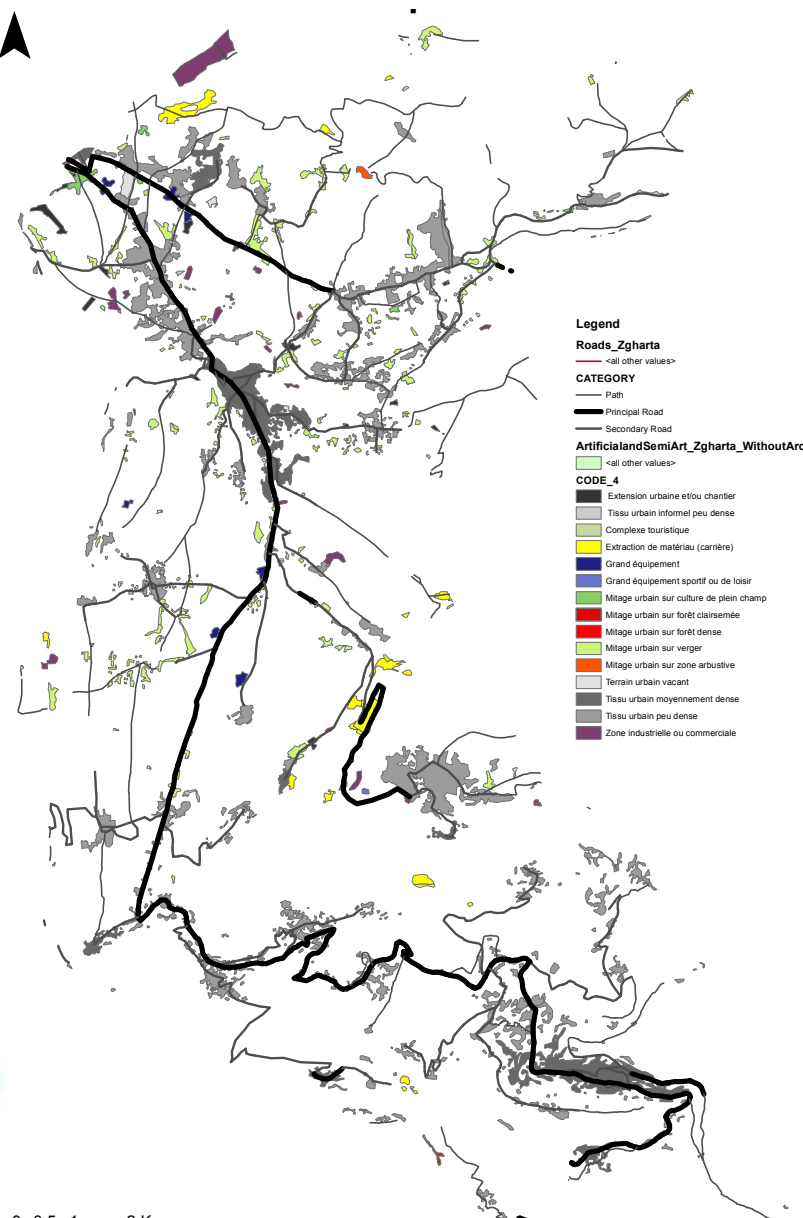 Legend
Roads_Zgharta
<all other values>
CATEGORY
Path
Principal Road
Secondary Road
ArtificialandSemiArt_Zgharta_WithoutArc
<all other values>
CODE_4
Extension urbaine et/ou chantier
Tissu urbain informel peu dense
Complexe touristique
Extraction de matériau (carrière)
Grand équipement
Grand équipement sportif ou de loisir
Mitage urbain sur culture de plein champ
Mitage urbain sur forêt clairsemée
Mitage urbain sur forêt dense
Mitage urbain sur verger
Mitage urbain sur zone arbustive
Terrain urbain vacant
Tissu urbain moyennement dense
Tissu urbain peu dense
Zone industrielle ou commerciale